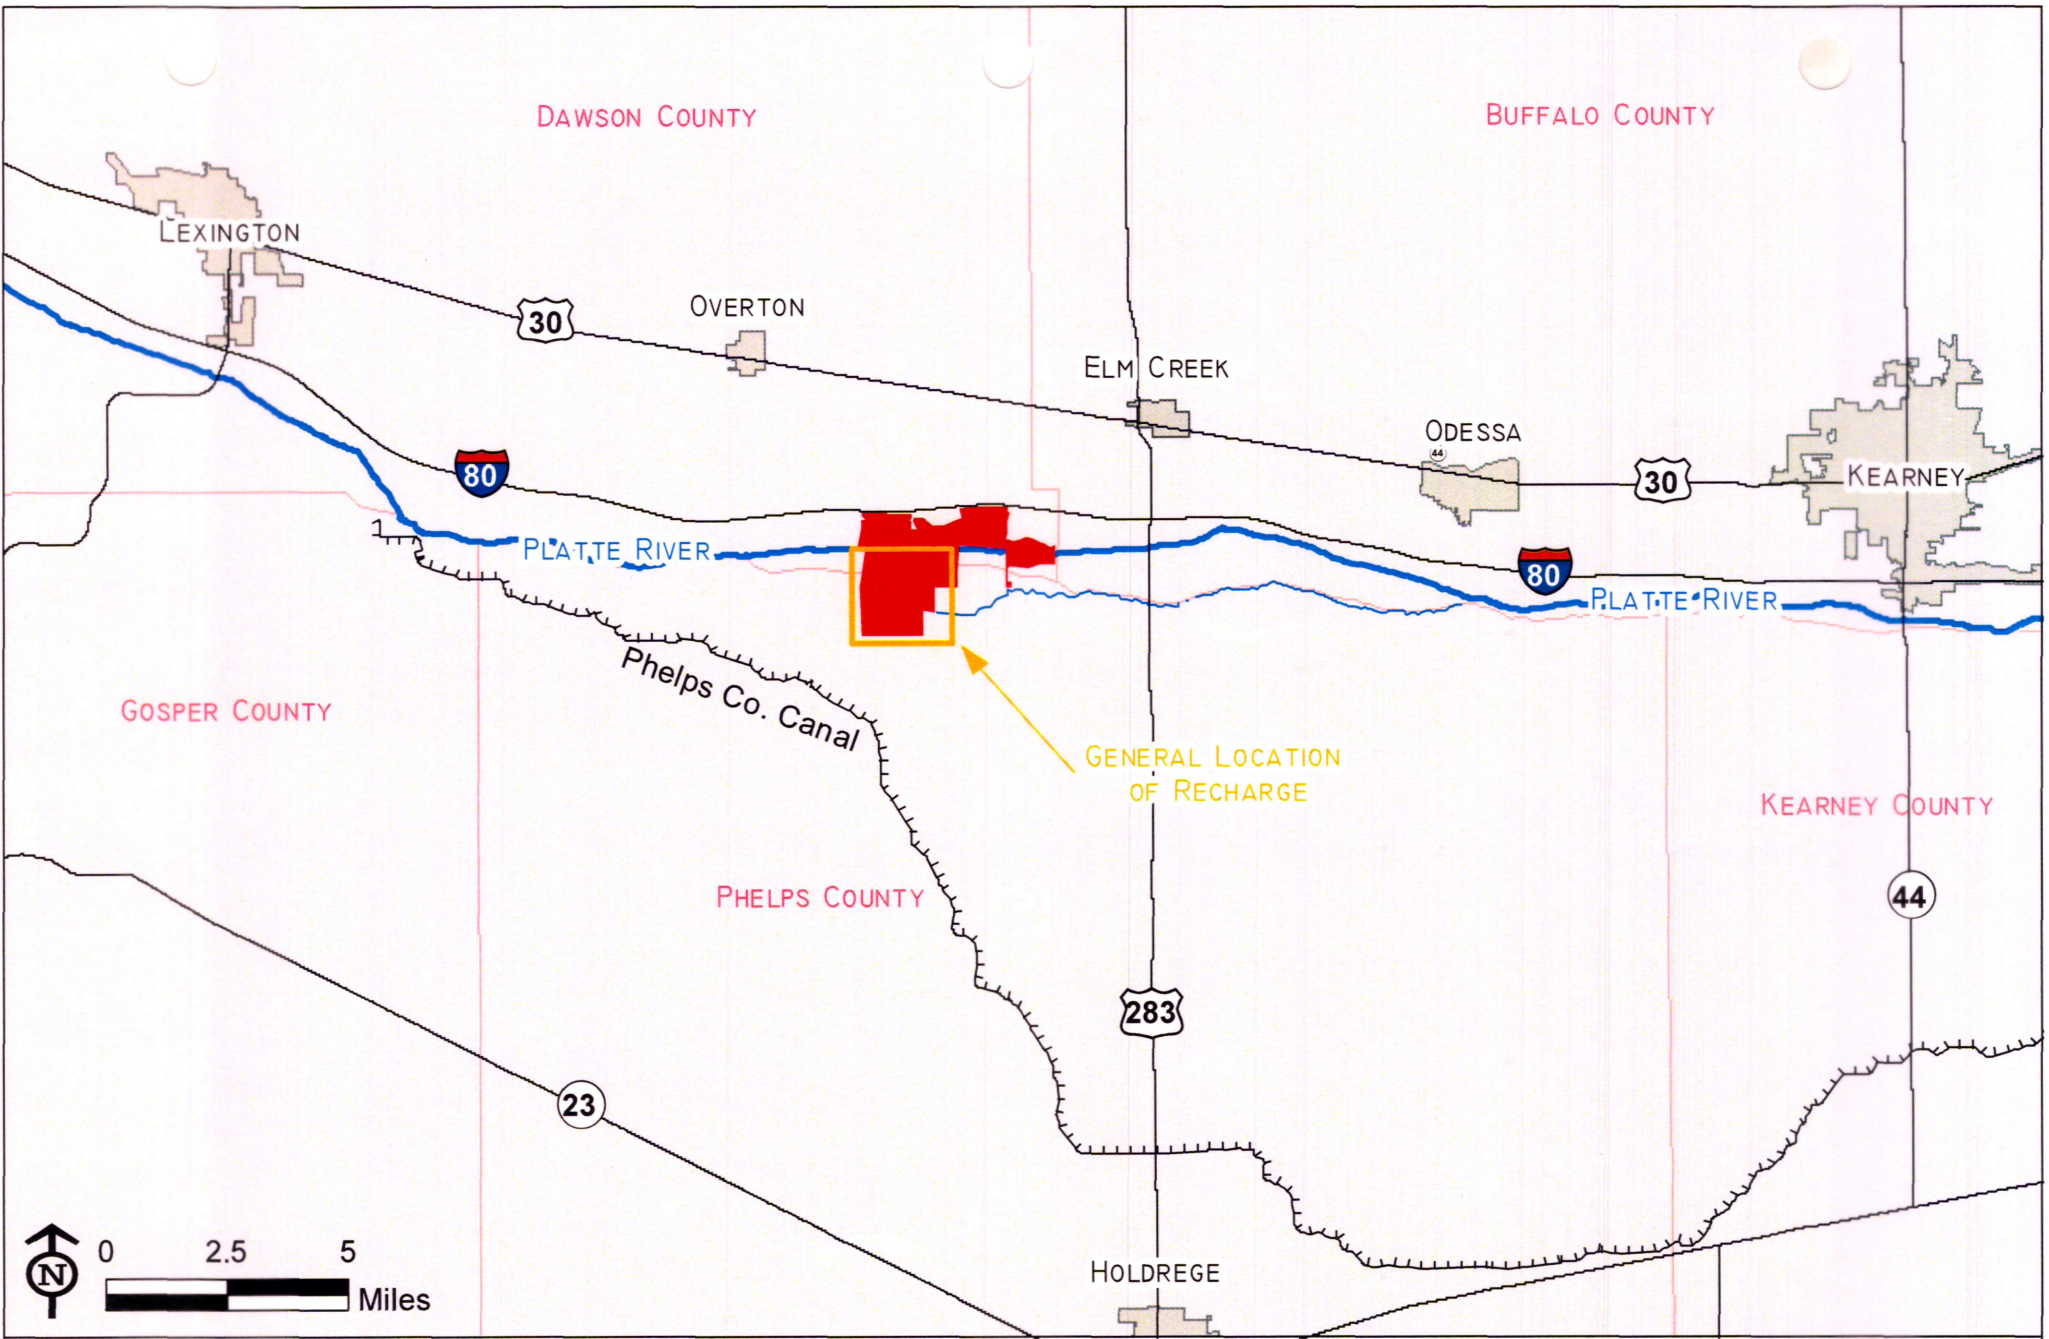 DAWSON COUNTY
BUFFALO COUNTY
LEXINGTON
30
OVERTON
ELM CREEK
ODESSA
44
80
30
KEARNEY
PLATTE RIVER
80
PLATTE RIVER
Phelps Co. Canal
GOSPER COUNTY
GENERAL LOCATION
OF RECHARGE
KEARNEY COUNTY
PHELPS COUNTY
44
283
23
HOLDREGE
N
0 2.5 5
Miles